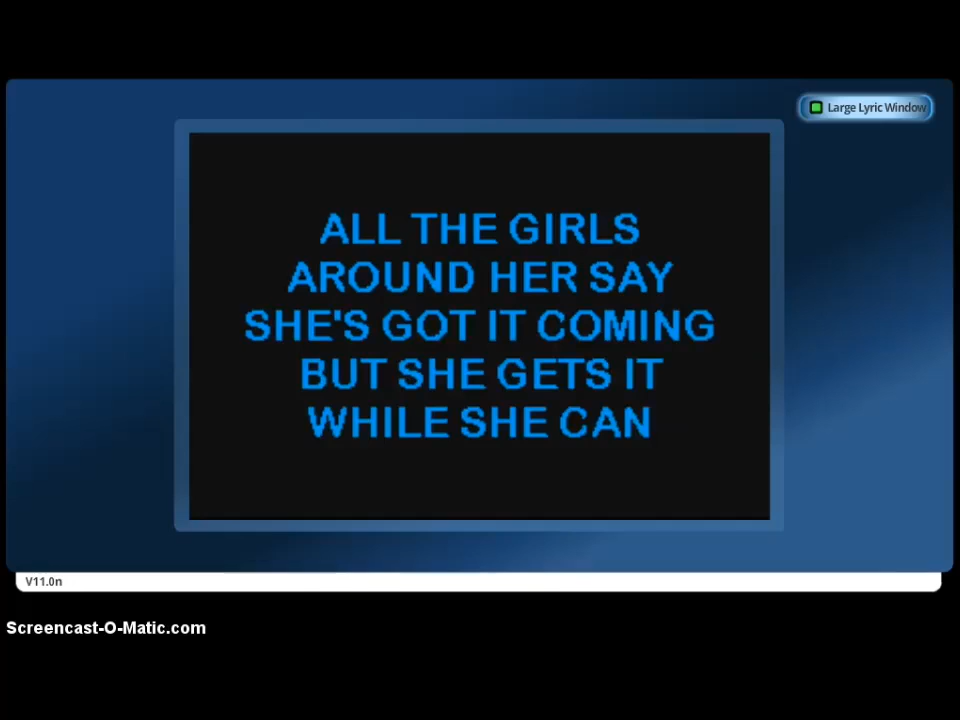 Large Lyric Window
ALL THE GIRLS
AROUND HER SAY
SHE'S GOT IT COMING
BUT SHE GETS IT
WHILE SHE CAN
V11.0n
Screencast-O-Matic.com